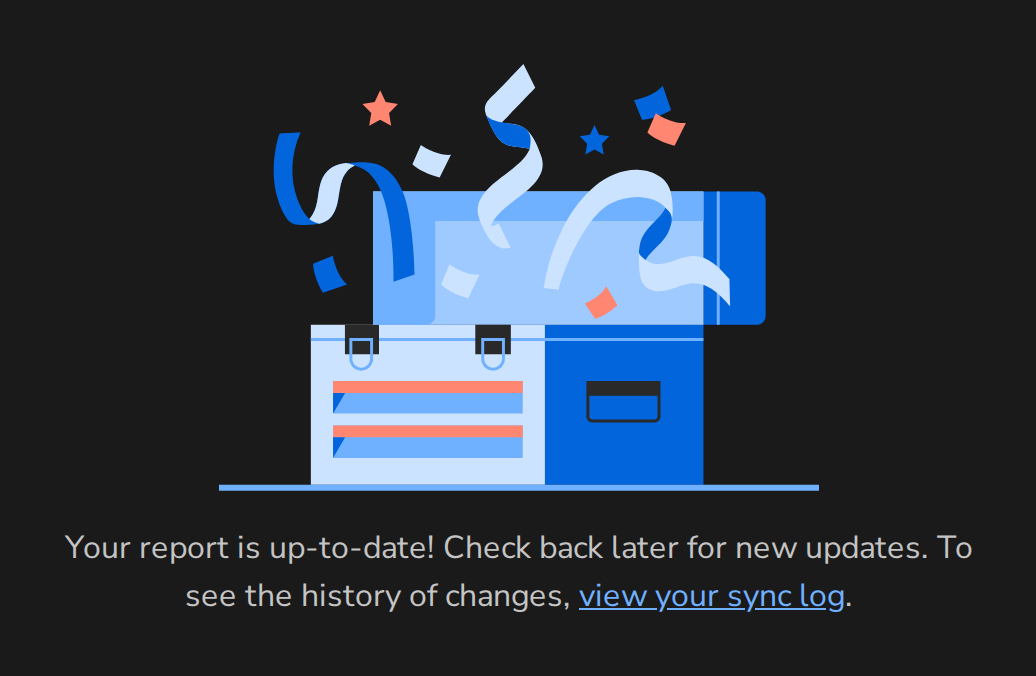 Your report is up-to-date! Check back later for new updates. To
see the history of changes, view your sync log.